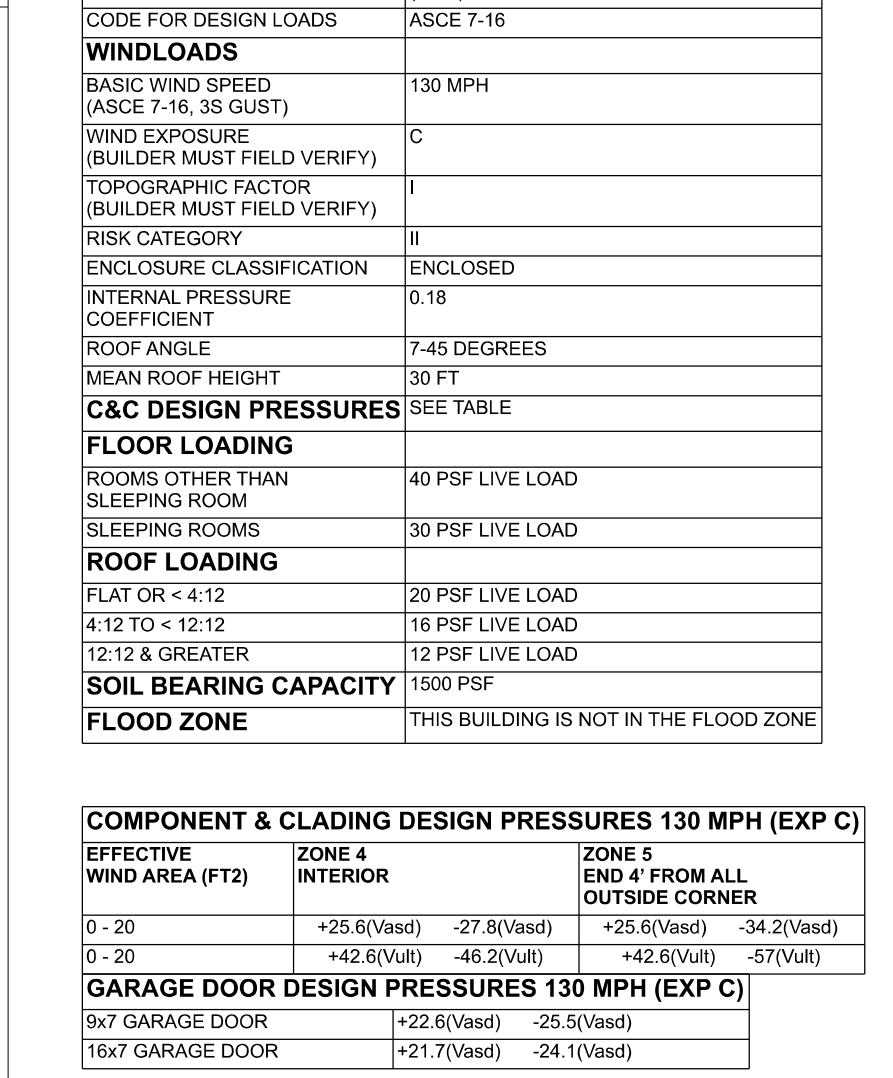 CODE FOR DESIGN LOADS ASCE 7-16
WINDLOADS
BASIC WIND SPEED 130 MPH
(ASCE 7-16, 3S GUST)
WIND EXPOSURE C
(BUILDER MUST FIELD VERIFY)
TOPOGRAPHIC FACTOR I
(BUILDER MUST FIELD VERIFY)
RISK CATEGORY II
ENCLOSURE CLASSIFICATION ENCLOSED
INTERNAL PRESSURE 0.18
COEFFICIENT
ROOF ANGLE 7-45 DEGREES
MEAN ROOF HEIGHT 30 FT
C&C DESIGN PRESSURES SEE TABLE
FLOOR LOADING
ROOMS OTHER THAN 40 PSF LIVE LOAD
SLEEPING ROOM
SLEEPING ROOMS 30 PSF LIVE LOAD
ROOF LOADING
FLAT OR < 4:12 20 PSF LIVE LOAD
4:12 TO < 12:12 16 PSF LIVE LOAD
12:12 & GREATER 12 PSF LIVE LOAD
SOIL BEARING CAPACITY 1500 PSF
FLOOD ZONE THIS BUILDING IS NOT IN THE FLOOD ZONE
COMPONENT & CLADING DESIGN PRESSURES 130 MPH (EXP C)
EFFECTIVE ZONE 4 ZONE 5
WIND AREA (FT2) INTERIOR END 4' FROM ALL
OUTSIDE CORNER
0 - 20 +25.6(Vasd) -27.8(Vasd) +25.6(Vasd) -34.2(Vasd)
0 - 20 +42.6(Vult) -46.2(Vult) +42.6(Vult) -57(Vult)
GARAGE DOOR DESIGN PRESSURES 130 MPH (EXP C)
9x7 GARAGE DOOR +22.6(Vasd) -25.5(Vasd)
16x7 GARAGE DOOR +21.7(Vasd) -24.1(Vasd)